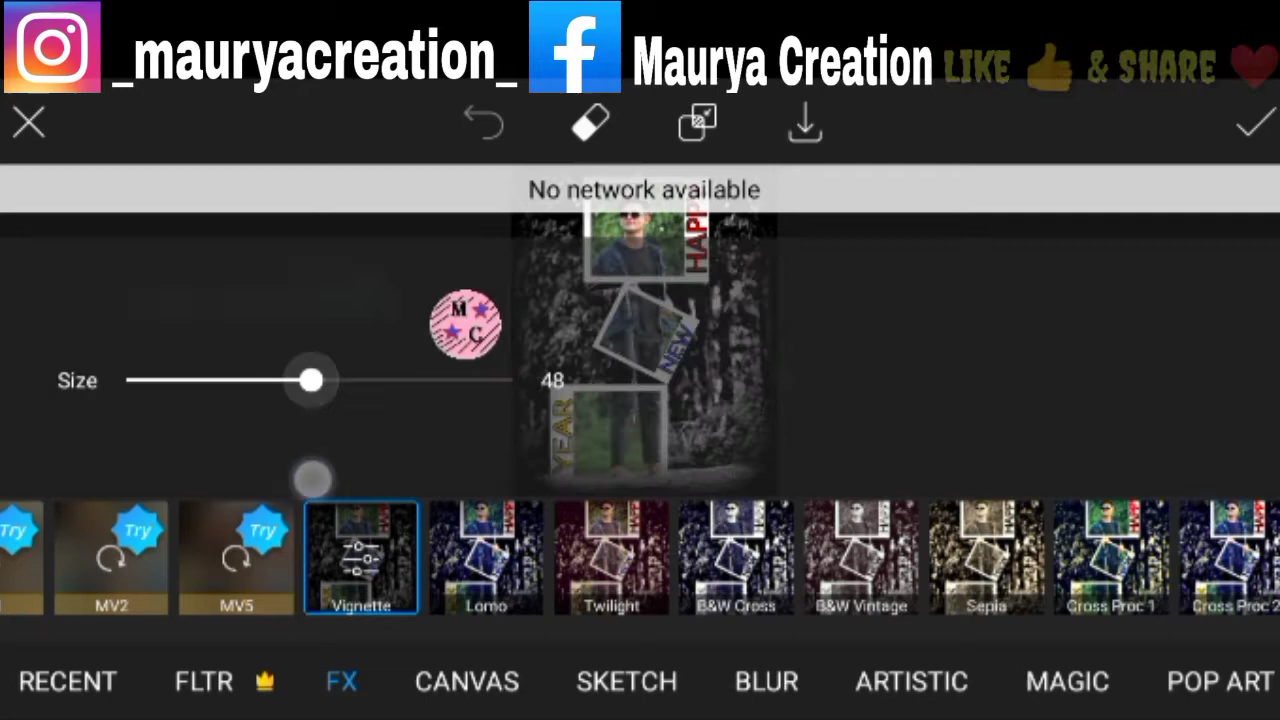 _mauryacreation_ Maurya Creation LIKE & SHARE
No network available
HAPP
M
C
NEW
Size 48
YEAR
Try Try Try
MV2 MV5 Vignette Lomo Twilight B&W Cross B&W Vintage Sepia Cross Proc 1 Cross Proc 2
RECENT FLTR FX CANVAS SKETCH BLUR ARTISTIC MAGIC POP ART